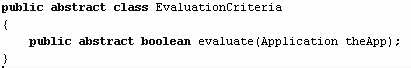 public abstract class EvaluationCriteria
{
    public abstract boolean evaluate(Application theApp);
}